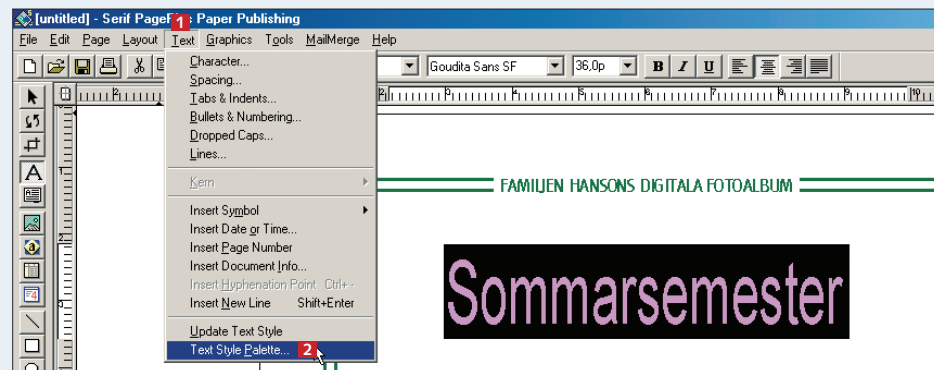 [untitled] - Serif PageP Paper Publishing
1
File Edit Page Layout Text Graphics Tools MailMerge Help
Goudita Sans SF 36,0p B I U
Character...
Spacing...
Tabs & Indents...
Bullets & Numbering...
Dropped Caps...
Lines...
Kern
Insert Symbol
Insert Date or Time...
Insert Page Number
Insert Document Info...
Insert Hyphenation Point Ctrl+-
Insert New Line Shift+Enter
Update Text Style
Text Style Palette... 2
FAMILJEN HANSONS DIGITALA FOTOALBUM
Sommarsemester